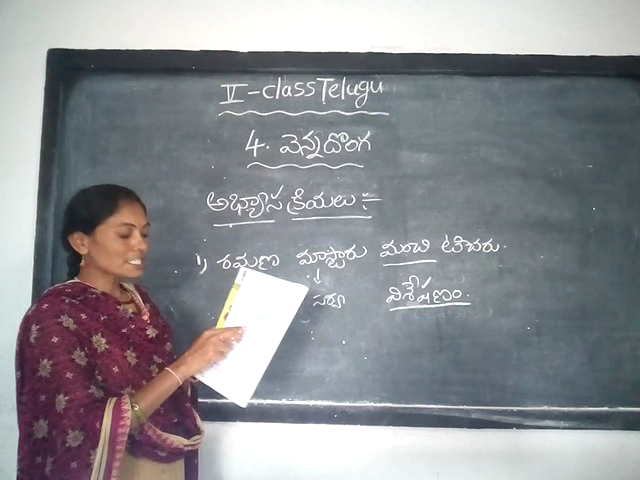 V-class Telugu
4. వెన్నదొంగ
అభ్యాస క్రియలు :-
1) రమణ మాస్టారు మంచి టీచరు.
విశేషణం.